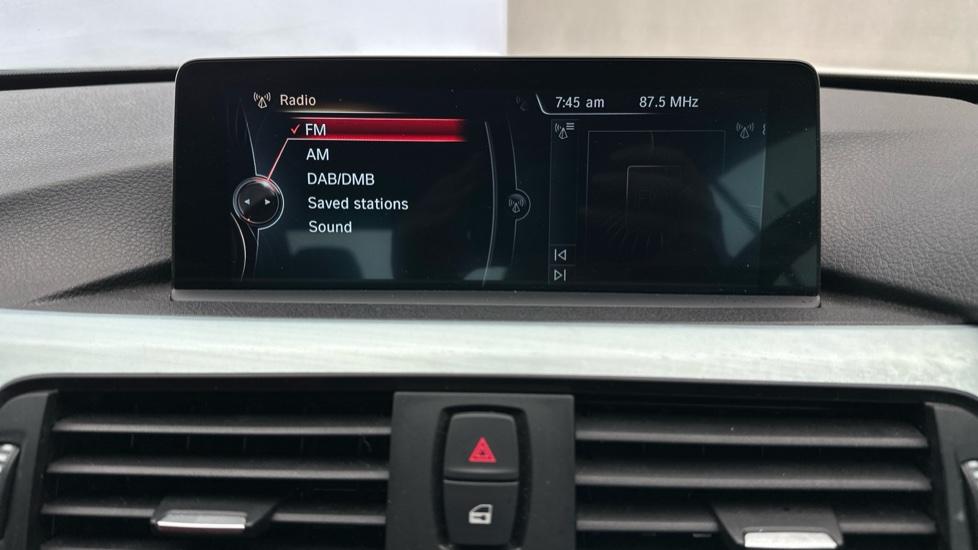 Radio
7:45 am 87.5 MHz
FM
AM
DAB/DMB
Saved stations
Sound